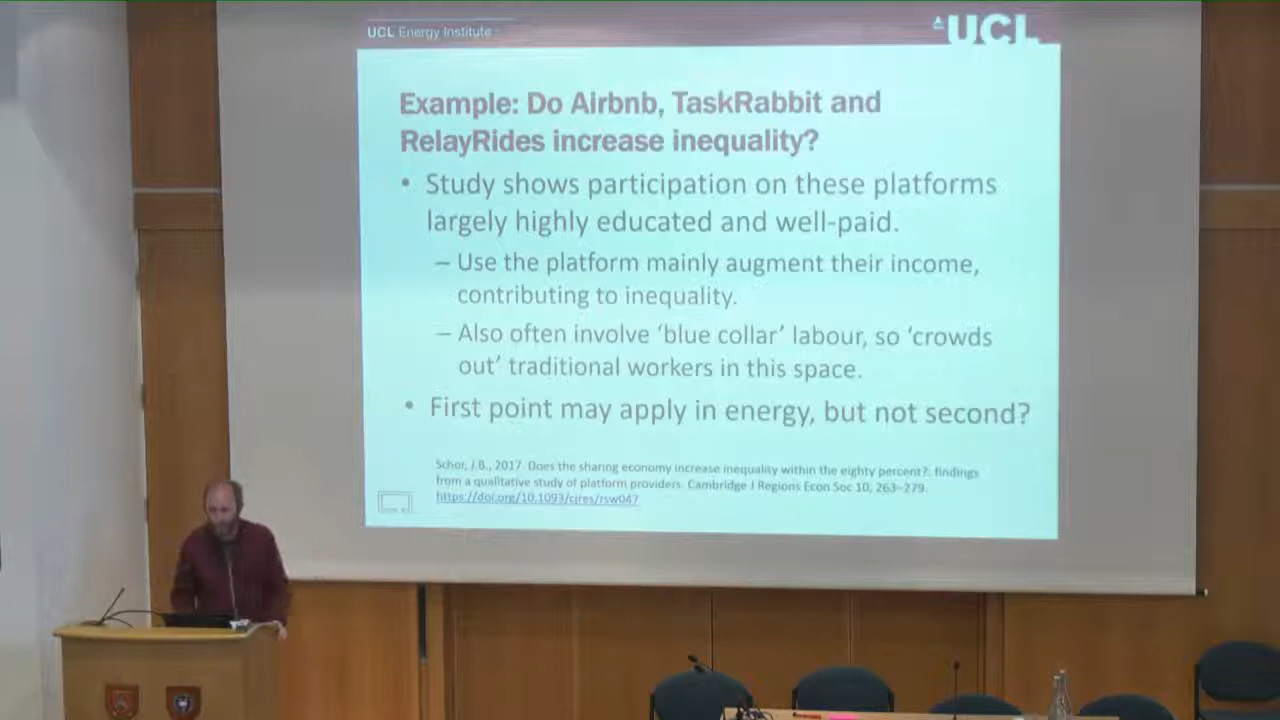 UCL Energy Institute
UCL
Example: Do Airbnb, TaskRabbit and
RelayRides increase inequality?
• Study shows participation on these platforms
largely highly educated and well-paid.
– Use the platform mainly augment their income,
contributing to inequality.
– Also often involve ‘blue collar’ labour, so ‘crowds
out’ traditional workers in this space.
• First point may apply in energy, but not second?
Schor, J.B., 2017. Does the sharing economy increase inequality within the eighty percent?: findings
from a qualitative study of platform providers. Cambridge J Regions Econ Soc 10, 263–279.
https://doi.org/10.1093/cjres/rsw047